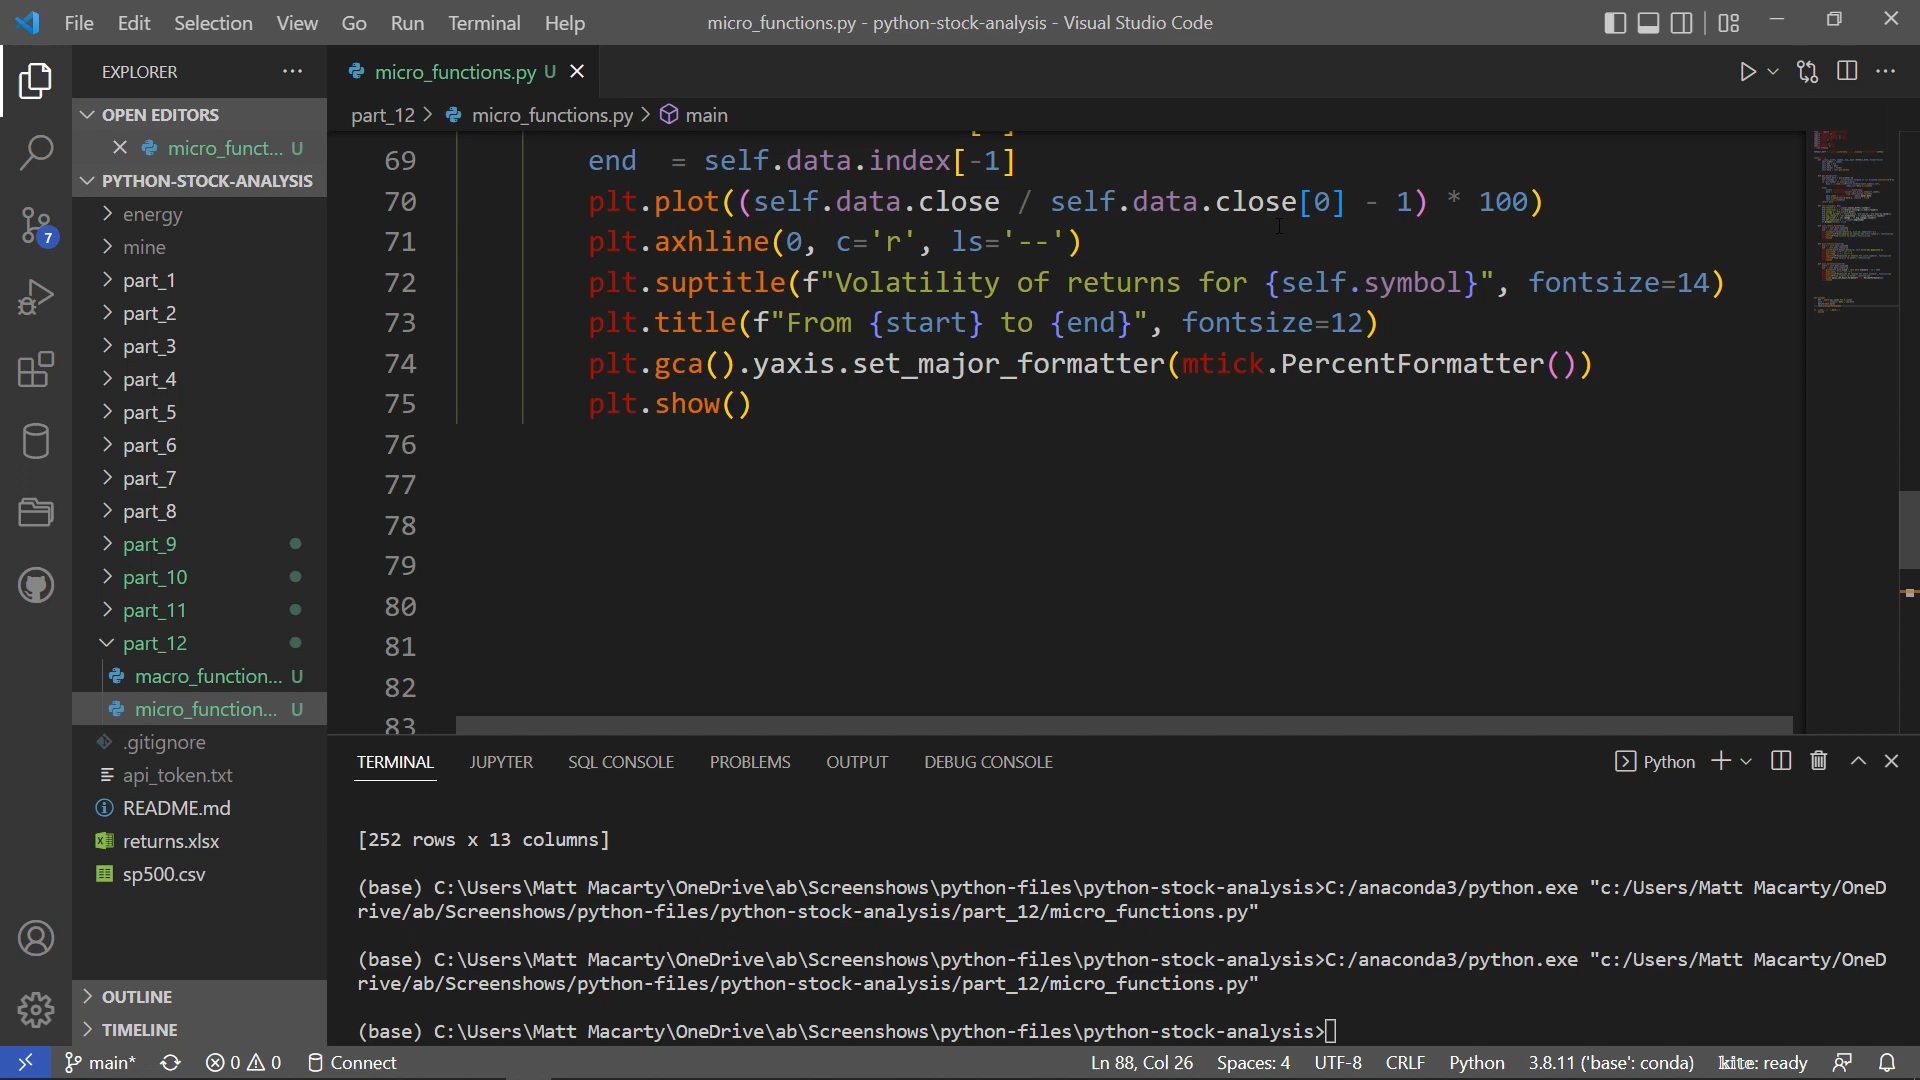 File Edit Selection View Go Run Terminal Help
micro_functions.py - python-stock-analysis - Visual Studio Code
EXPLORER
OPEN EDITORS
micro_funct... U
PYTHON-STOCK-ANALYSIS
energy
mine
part_1
part_2
part_3
part_4
part_5
part_6
part_7
part_8
part_9
part_10
part_11
part_12
macro_function... U
micro_function... U
.gitignore
api_token.txt
README.md
returns.xlsx
sp500.csv
OUTLINE
TIMELINE
7
micro_functions.py U
part_12 > micro_functions.py > main
69 end  = self.data.index[-1]
70 plt.plot((self.data.close / self.data.close[0] - 1) * 100)
71 plt.axhline(0, c='r', ls='--')
72 plt.suptitle(f"Volatility of returns for {self.symbol}", fontsize=14)
73 plt.title(f"From {start} to {end}", fontsize=12)
74 plt.gca().yaxis.set_major_formatter(mtick.PercentFormatter())
75 plt.show()
76
77
78
79
80
81
82
83
TERMINAL JUPYTER SQL CONSOLE PROBLEMS OUTPUT DEBUG CONSOLE
Python
[252 rows x 13 columns]
(base) C:\Users\Matt Macarty\OneDrive\ab\Screenshows\python-files\python-stock-analysis>C:/anaconda3/python.exe "c:/Users/Matt Macarty/OneD
rive/ab/Screenshows/python-files/python-stock-analysis/part_12/micro_functions.py"
(base) C:\Users\Matt Macarty\OneDrive\ab\Screenshows\python-files\python-stock-analysis>C:/anaconda3/python.exe "c:/Users/Matt Macarty/OneD
rive/ab/Screenshows/python-files/python-stock-analysis/part_12/micro_functions.py"
(base) C:\Users\Matt Macarty\OneDrive\ab\Screenshows\python-files\python-stock-analysis>
main* 0 0 Connect Ln 88, Col 26 Spaces: 4 UTF-8 CRLF Python 3.8.11 ('base': conda) kite: ready